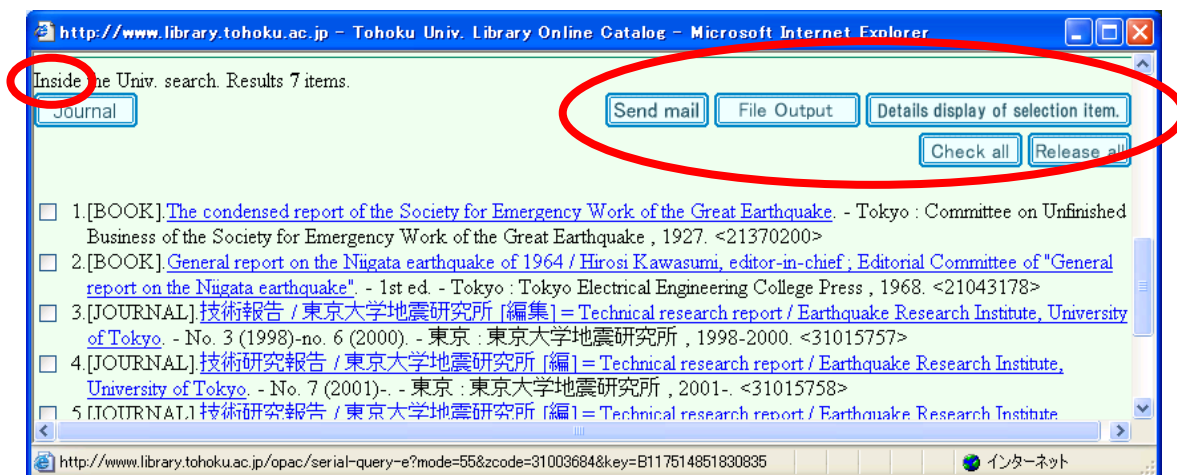 http://www.library.tohoku.ac.jp - Tohoku Univ. Library Online Catalog - Microsoft Internet Explorer
Inside the Univ. search. Results 7 items.
Journal Send mail File Output Details display of selection item.
Check all Release all
1.[BOOK].The condensed report of the Society for Emergency Work of the Great Earthquake. - Tokyo : Committee on Unfinished
Business of the Society for Emergency Work of the Great Earthquake , 1927. <21370200>
2.[BOOK].General report on the Niigata earthquake of 1964 / Hirosi Kawasumi, editor-in-chief ; Editorial Committee of "General
report on the Niigata earthquake". - 1st ed. - Tokyo : Tokyo Electrical Engineering College Press , 1968. <21043178>
3.[JOURNAL].技術報告 / 東京大学地震研究所 [編集] = Technical research report / Earthquake Research Institute, University
of Tokyo. - No. 3 (1998)-no. 6 (2000). - 東京 : 東京大学地震研究所 , 1998-2000. <31015757>
4.[JOURNAL].技術研究報告 / 東京大学地震研究所 [編] = Technical research report / Earthquake Research Institute,
University of Tokyo. - No. 7 (2001)-. - 東京 : 東京大学地震研究所 , 2001-. <31015758>
5.[JOURNAL].技術研究報告 / 東京大学地震研究所 [編] = Technical research report / Earthquake Research Institute
http://www.library.tohoku.ac.jp/opac/serial-query-e?mode=55&zcode=31003684&key=B117514851830835 インターネット